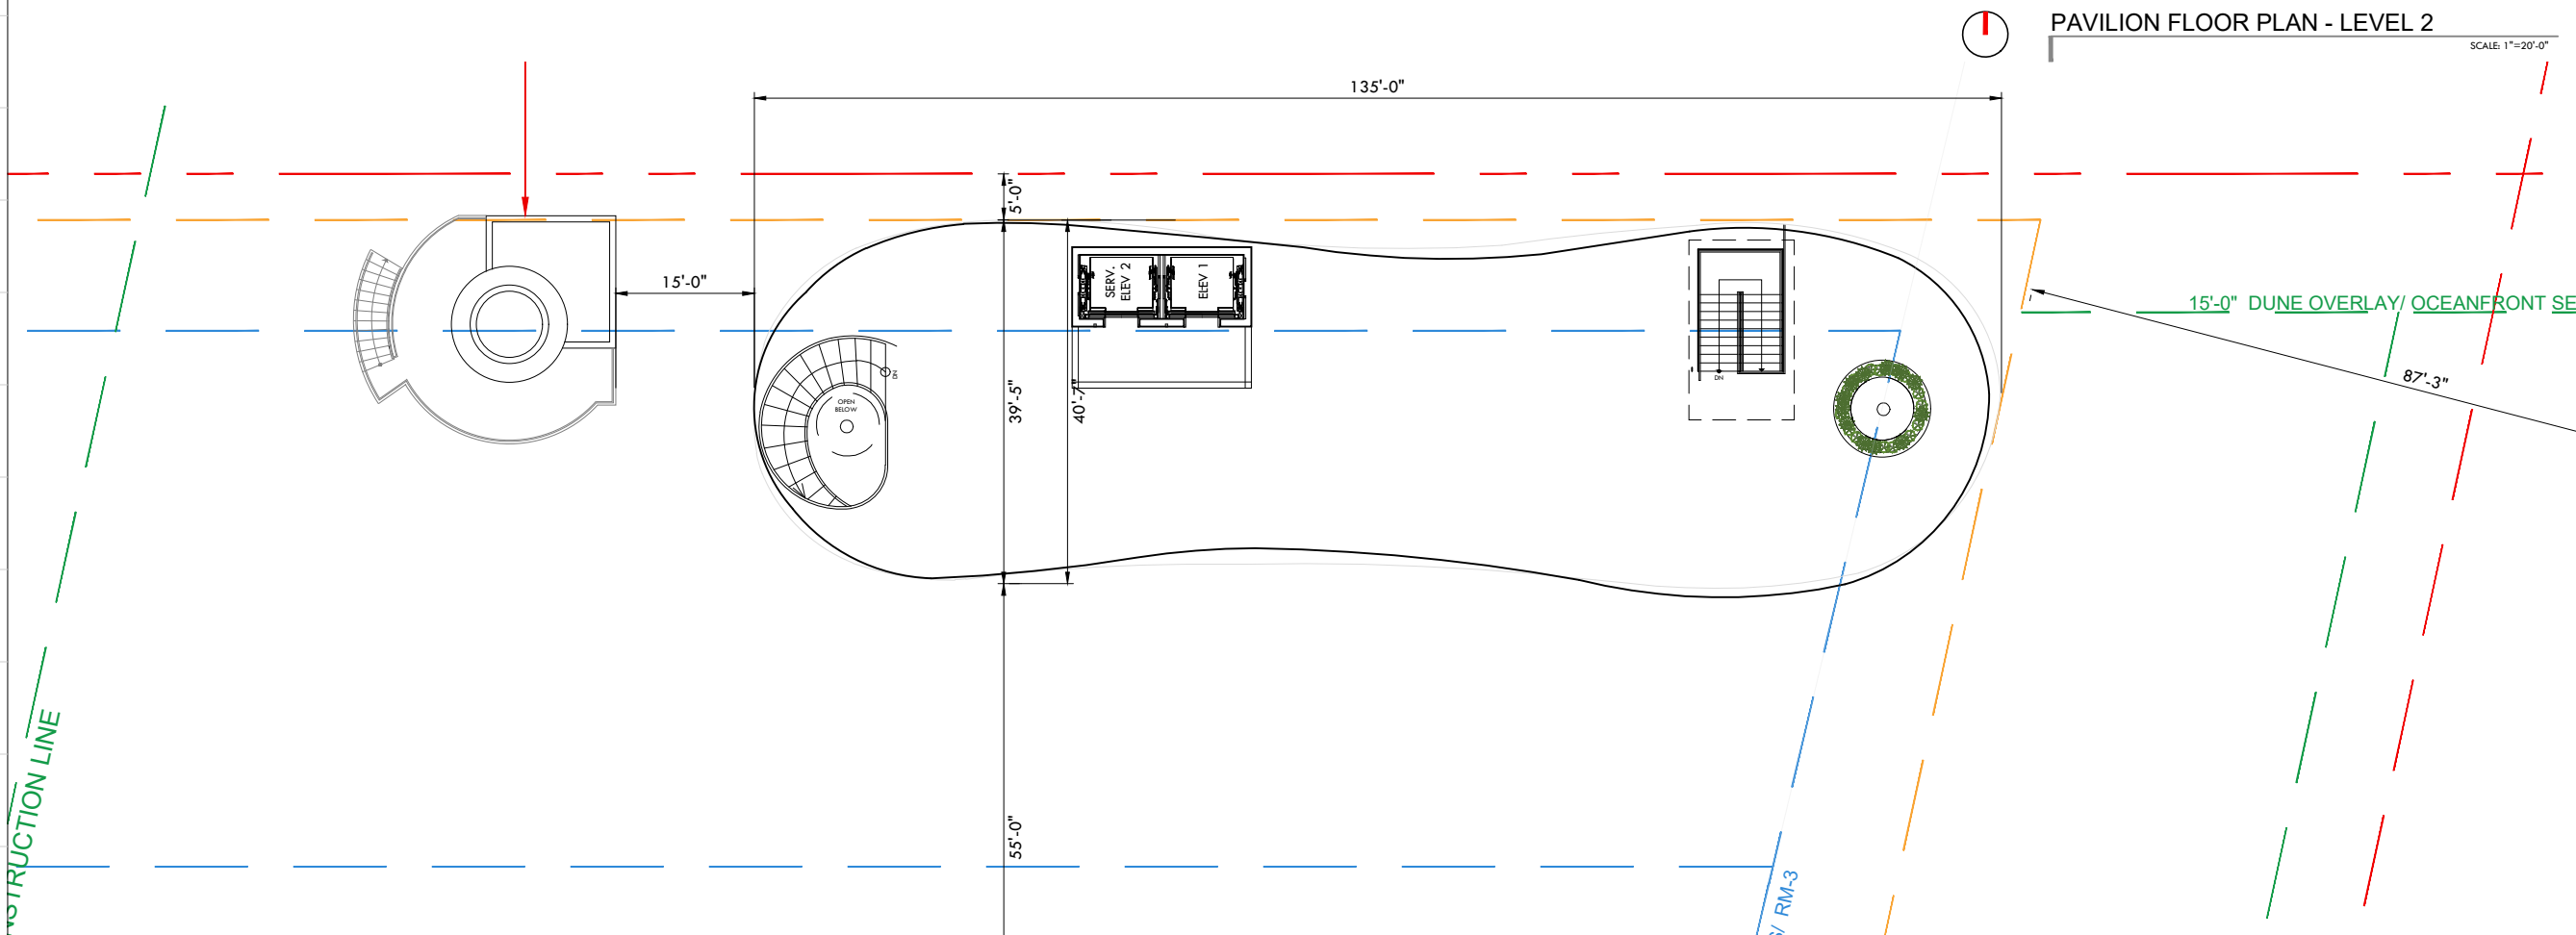 PAVILION FLOOR PLAN - LEVEL 2
SCALE: 1"=20'-0"
135'-0"
5'-0"
15'-0"
SERV.
ELEV 2
ELEV 1
15'-0" DUNE OVERLAY/ OCEANFRONT SE
87'-3"
DN
DN
OPEN
BELOW
39'-5"
40'-7"
55'-0"
NSTRUCTION LINE
S/ RM-3